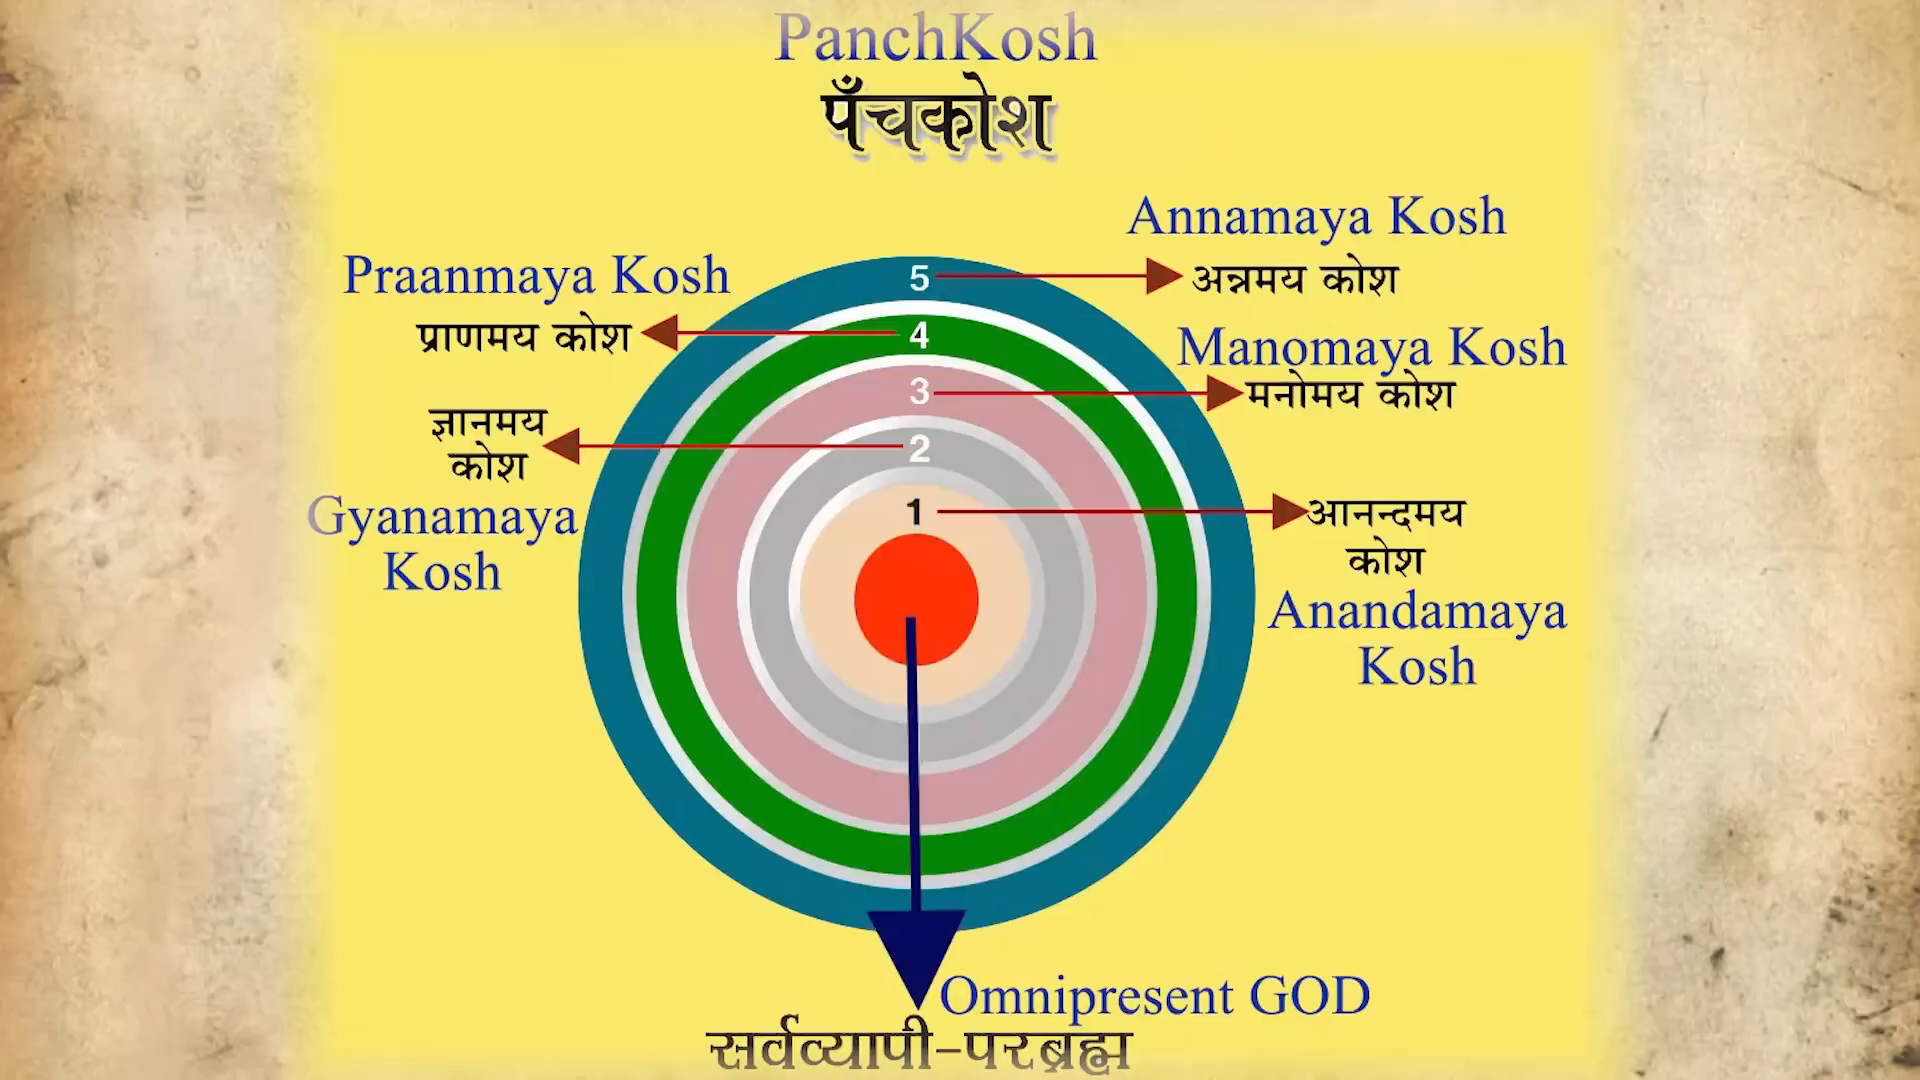 PanchKosh
पँचकोश
Annamaya Kosh
5
अन्नमय कोश
Praanmaya Kosh
4
प्राणमय कोश
Manomaya Kosh
3
मनोमय कोश
ज्ञानमय
कोश
2
Gyanamaya
Kosh
1
आनन्दमय
कोश
Anandamaya
Kosh
Omnipresent GOD
सर्वव्यापी-परब्रह्म